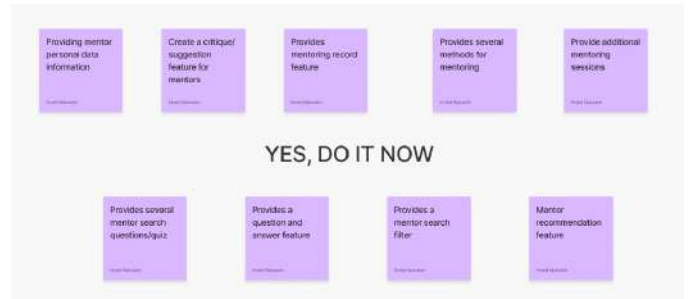 Providing mentor
personal data
information
Create a critique/
suggestion
feature for
mentors
Provides
mentoring record
feature
Provides several
methods for
mentoring
Provide additional
mentoring
sessions
YES, DO IT NOW
Provides several
mentor search
questions/quiz
Provides a
question and
answer feature
Provides a
mentor search
filter
Mentor
recommendation
feature